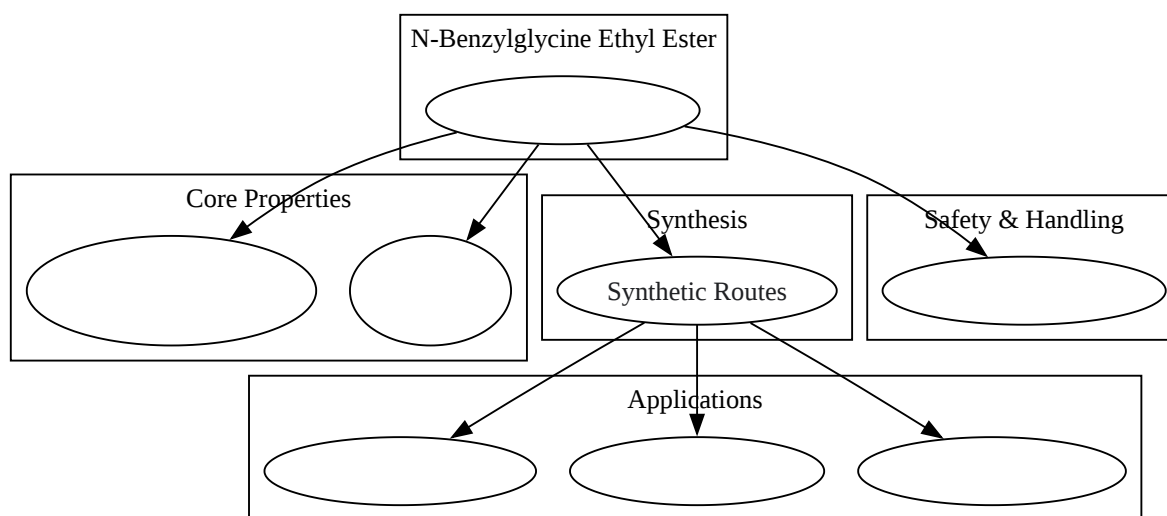 N-Benzylglycine Ethyl Ester
Core Properties
Synthesis
Safety & Handling
Synthetic Routes
Applications